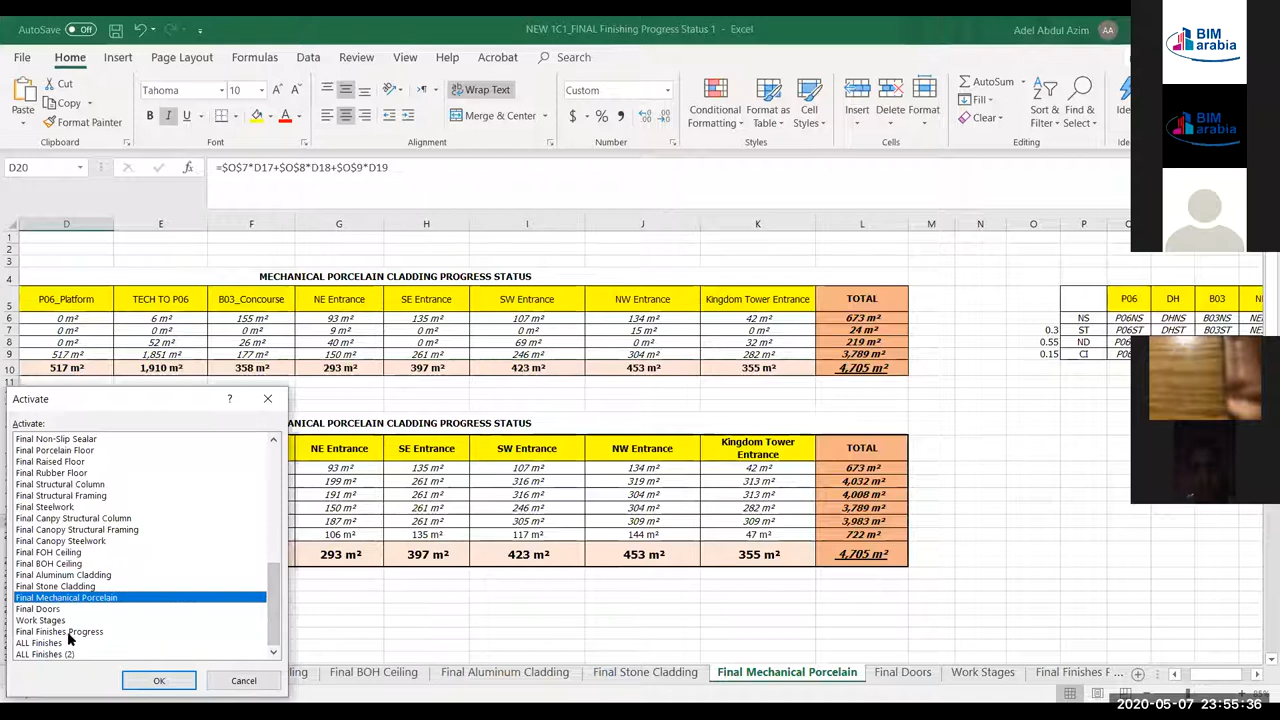 AutoSave Off
NEW 1C1_FINAL Finishing Progress Status 1 - Excel
Adel Abdul Azim AA
File Home Insert Page Layout Formulas Data Review View Help Acrobat Search
Paste
Cut
Copy
Format Painter
Clipboard
Tahoma 10
B I U
Font
Wrap Text
Merge & Center
Alignment
Custom
$ % ,
Number
Conditional Formatting
Format as Table
Cell Styles
Styles
Insert Delete Format
Cells
AutoSum
Fill
Clear
Sort & Filter
Find & Select
Editing
BIM arabia
BIM arabia
D20
fx
=$O$7*D17+$O$8*D18+$O$9*D19
D E F G H I J K L M N O P
1
2
3
4 MECHANICAL PORCELAIN CLADDING PROGRESS STATUS
5 P06_Platform TECH TO P06 B03_Concourse NE Entrance SE Entrance SW Entrance NW Entrance Kingdom Tower Entrance TOTAL P06 DH B03
6 0 m² 6 m² 155 m² 93 m² 135 m² 107 m² 134 m² 42 m² 673 m² NS P06NS DHNS B03NS
7 0 m² 0 m² 0 m² 9 m² 0 m² 0 m² 15 m² 0 m² 24 m² 0.3 ST P06ST DHST B03ST
8 0 m² 52 m² 26 m² 40 m² 0 m² 69 m² 0 m² 32 m² 219 m² 0.55 ND
9 517 m² 1,851 m² 177 m² 150 m² 261 m² 246 m² 304 m² 282 m² 3,789 m² 0.15 CI
10 517 m² 1,910 m² 358 m² 293 m² 397 m² 423 m² 453 m² 355 m² 4,705 m²
11
ANICAL PORCELAIN CLADDING PROGRESS STATUS
NE Entrance SE Entrance SW Entrance NW Entrance Kingdom Tower Entrance TOTAL
93 m² 135 m² 107 m² 134 m² 42 m² 673 m²
199 m² 261 m² 316 m² 319 m² 313 m² 4,032 m²
191 m² 261 m² 316 m² 304 m² 313 m² 4,008 m²
150 m² 261 m² 246 m² 304 m² 282 m² 3,789 m²
187 m² 261 m² 305 m² 309 m² 309 m² 3,983 m²
106 m² 135 m² 117 m² 144 m² 47 m² 722 m²
293 m² 397 m² 423 m² 453 m² 355 m² 4,705 m²
Activate ?
Activate:
Final Non-Slip Sealar
Final Porcelain Floor
Final Raised Floor
Final Rubber Floor
Final Structural Column
Final Structural Framing
Final Steelwork
Final Canpy Structural Column
Final Canopy Structural Framing
Final Canopy Steelwork
Final FOH Ceiling
Final BOH Ceiling
Final Aluminum Cladding
Final Stone Cladding
Final Mechanical Porcelain
Final Doors
Work Stages
Final Finishes Progress
ALL Finishes
ALL Finishes (2)
OK Cancel
Final BOH Ceiling Final Aluminum Cladding Final Stone Cladding Final Mechanical Porcelain Final Doors Work Stages Final Finishes F ...
2020-05-07 23:55:36